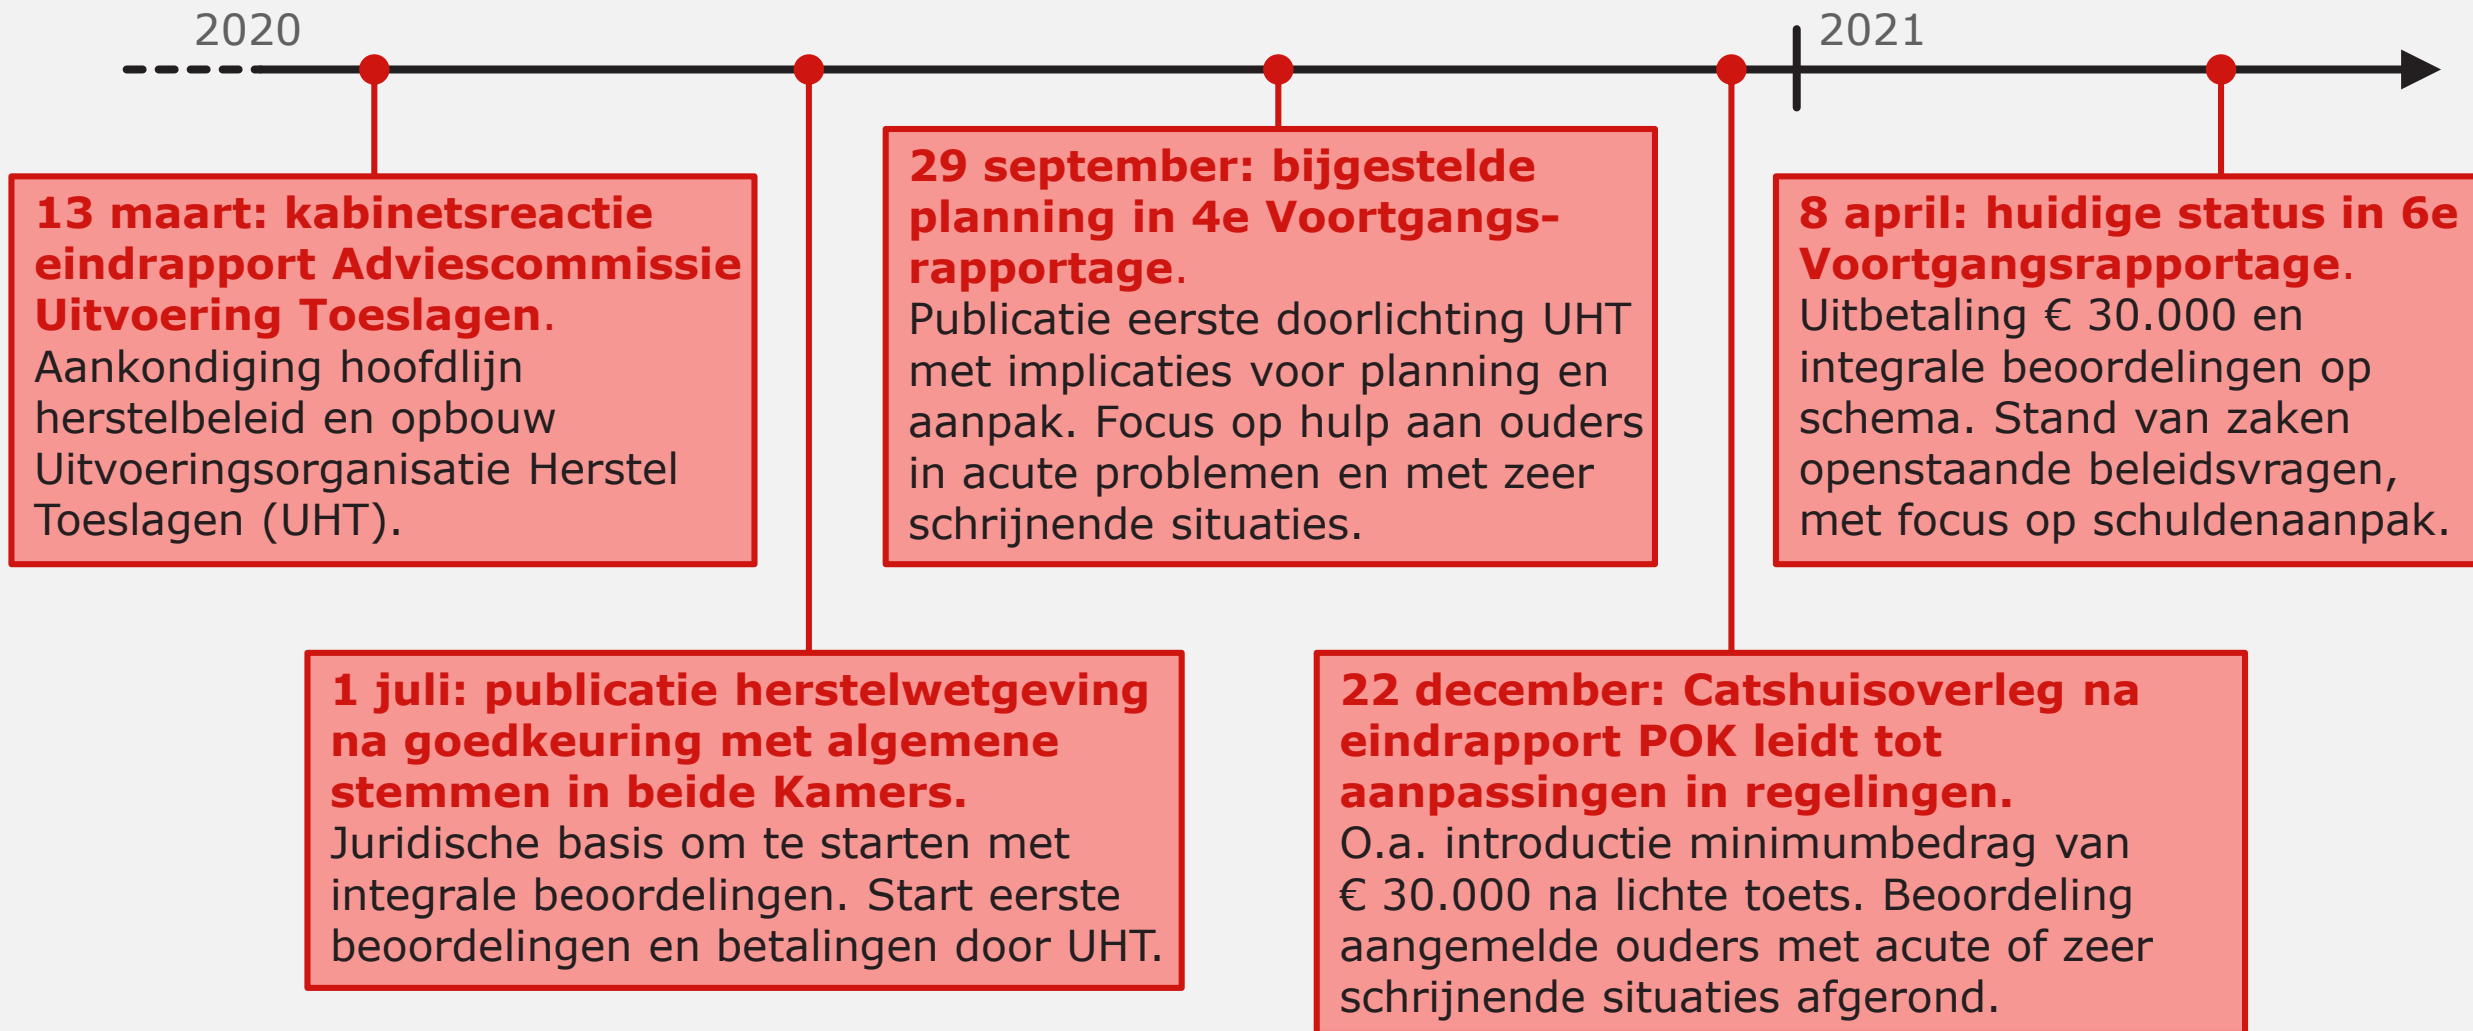 2020
2021
13 maart: kabinetsreactie
eindrapport Adviescommissie
Uitvoering Toeslagen.
Aankondiging hoofdlijn
herstelbeleid en opbouw
Uitvoeringsorganisatie Herstel
Toeslagen (UHT).
1 juli: publicatie herstelwetgeving
na goedkeuring met algemene
stemmen in beide Kamers.
Juridische basis om te starten met
integrale beoordelingen. Start eerste
beoordelingen en betalingen door UHT.
29 september: bijgestelde
planning in 4e Voortgangs-
rapportage.
Publicatie eerste doorlichting UHT
met implicaties voor planning en
aanpak. Focus op hulp aan ouders
in acute problemen en met zeer
schrijnende situaties.
22 december: Catshuisoverleg na
eindrapport POK leidt tot
aanpassingen in regelingen.
O.a. introductie minimumbedrag van
€ 30.000 na lichte toets. Beoordeling
aangemelde ouders met acute of zeer
schrijnende situaties afgerond.
8 april: huidige status in 6e
Voortgangsrapportage.
Uitbetaling € 30.000 en
integrale beoordelingen op
schema. Stand van zaken
openstaande beleidsvragen,
met focus op schuldenaanpak.